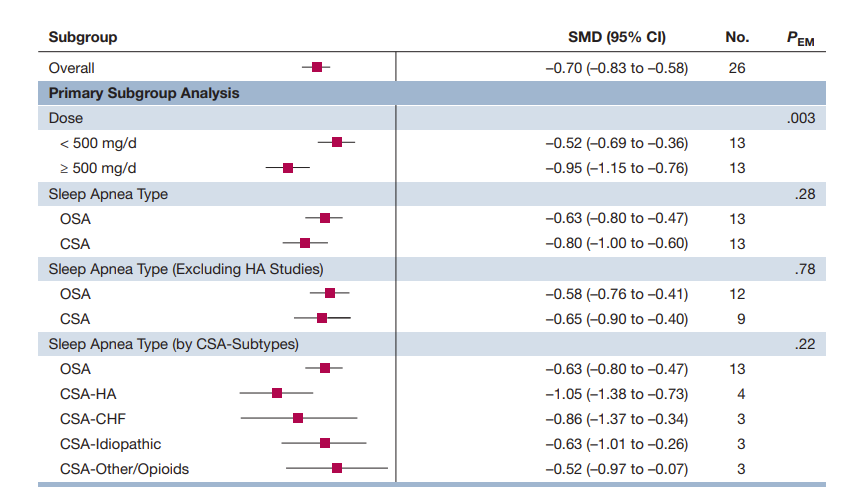 Subgroup SMD (95% CI) No. PEM
Overall –0.70 (–0.83 to –0.58) 26
Primary Subgroup Analysis
Dose .003
< 500 mg/d –0.52 (–0.69 to –0.36) 13
≥ 500 mg/d –0.95 (–1.15 to –0.76) 13
Sleep Apnea Type .28
OSA –0.63 (–0.80 to –0.47) 13
CSA –0.80 (–1.00 to –0.60) 13
Sleep Apnea Type (Excluding HA Studies) .78
OSA –0.58 (–0.76 to –0.41) 12
CSA –0.65 (–0.90 to –0.40) 9
Sleep Apnea Type (by CSA-Subtypes) .22
OSA –0.63 (–0.80 to –0.47) 13
CSA-HA –1.05 (–1.38 to –0.73) 4
CSA-CHF –0.86 (–1.37 to –0.34) 3
CSA-Idiopathic –0.63 (–1.01 to –0.26) 3
CSA-Other/Opioids –0.52 (–0.97 to –0.07) 3